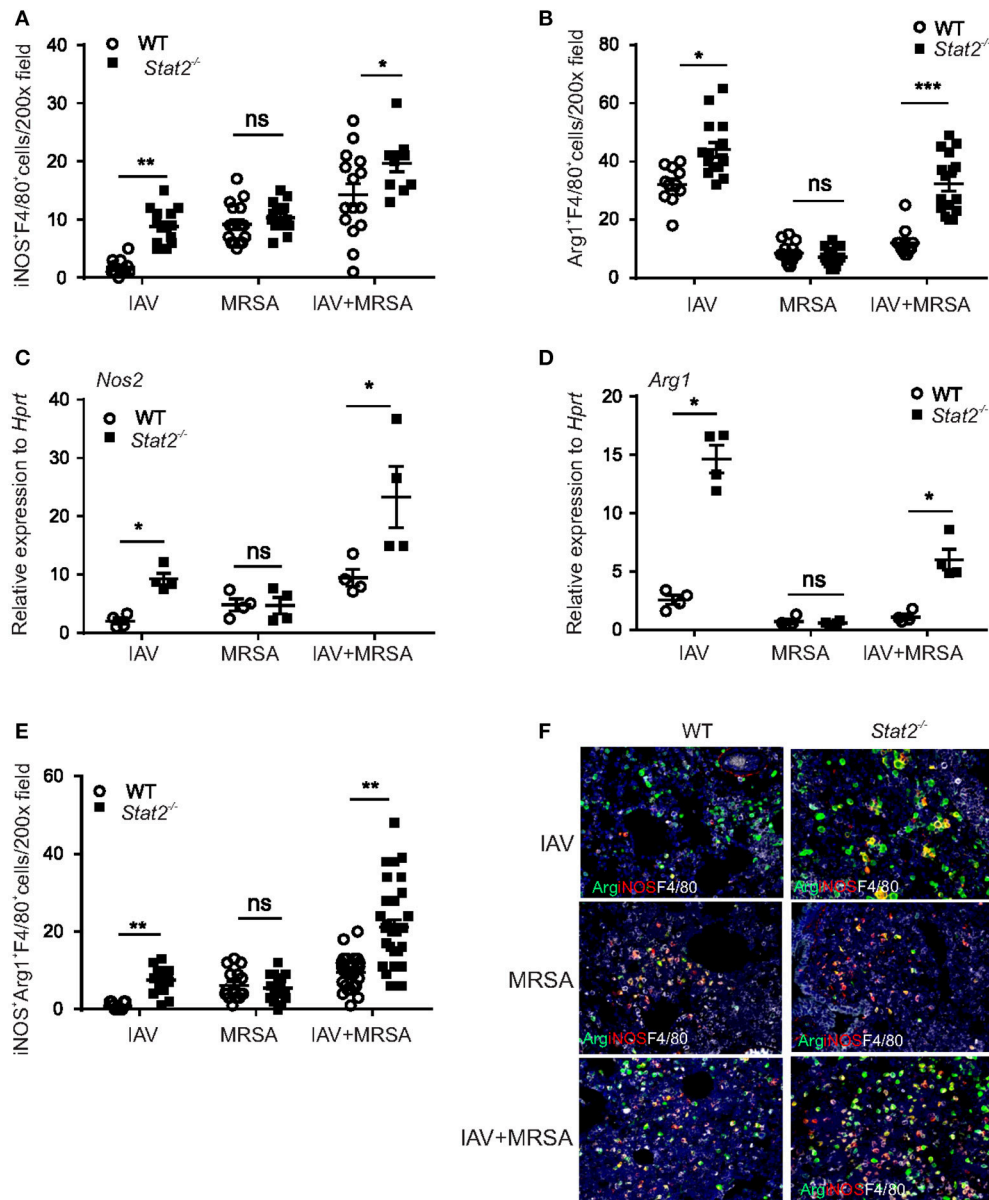 A
iNOS⁺F4/80⁺cells/200x field
WT
Stat2⁻/⁻
40
30
20
10
0
**
ns
*
IAV
MRSA
IAV+MRSA
B
Arg1⁺F4/80⁺cells/200x field
WT
Stat2⁻/⁻
80
60
40
20
0
*
ns
***
IAV
MRSA
IAV+MRSA
C
Nos2
Relative expression to Hprt
WT
Stat2⁻/⁻
40
30
20
10
0
*
ns
*
IAV
MRSA
IAV+MRSA
D
Arg1
Relative expression to Hprt
WT
Stat2⁻/⁻
20
15
10
5
0
*
ns
*
IAV
MRSA
IAV+MRSA
E
iNOS⁺Arg1⁺F4/80⁺cells/200x field
WT
Stat2⁻/⁻
60
40
20
0
**
ns
**
IAV
MRSA
IAV+MRSA
F
WT
Stat2⁻/⁻
IAV
ArgiNOSF4/80
ArgiNOSF4/80
MRSA
ArgiNOSF4/80
ArgiNOSF4/80
IAV+MRSA
ArgiNOSF4/80